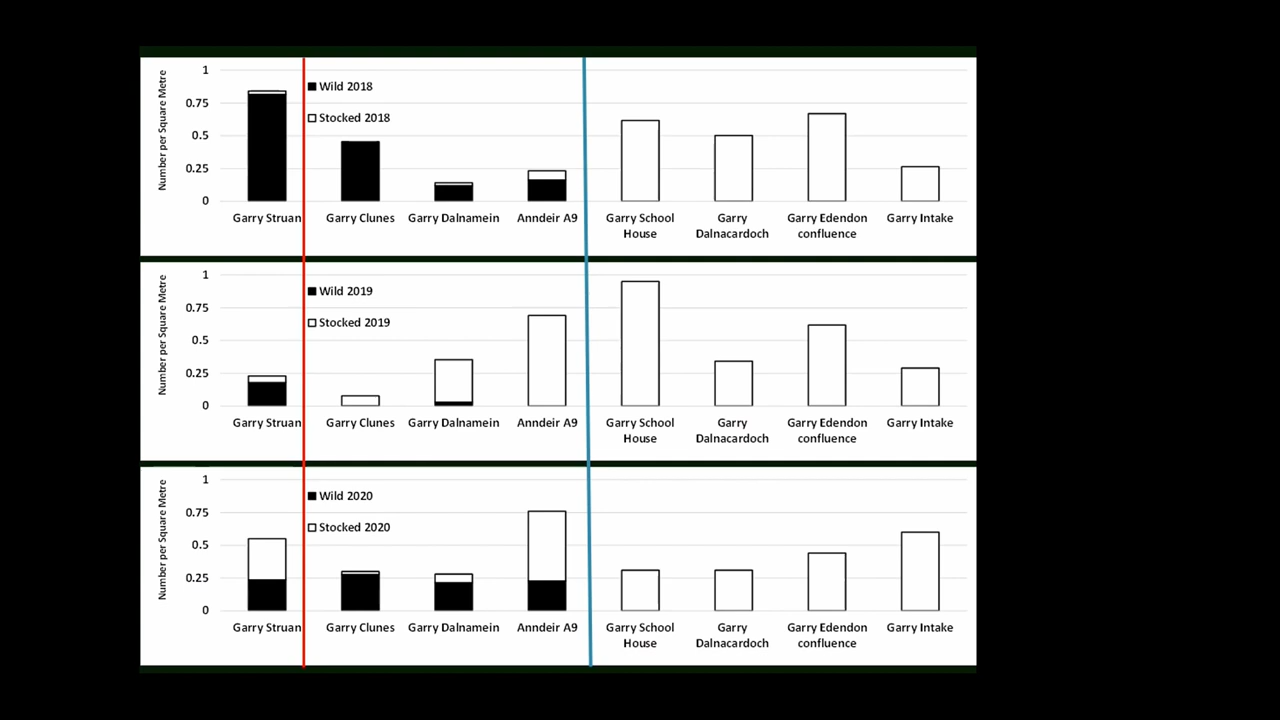 Number per Square Metre
1
0.75
0.5
0.25
0
Wild 2018
Stocked 2018
Garry Struan
Garry Clunes
Garry Dalnamein
Anndeir A9
Garry School
House
Garry
Dalnacardoch
Garry Edendon
confluence
Garry Intake
Number per Square Metre
1
0.75
0.5
0.25
0
Wild 2019
Stocked 2019
Garry Struan
Garry Clunes
Garry Dalnamein
Anndeir A9
Garry School
House
Garry
Dalnacardoch
Garry Edendon
confluence
Garry Intake
Number per Square Metre
1
0.75
0.5
0.25
0
Wild 2020
Stocked 2020
Garry Struan
Garry Clunes
Garry Dalnamein
Anndeir A9
Garry School
House
Garry
Dalnacardoch
Garry Edendon
confluence
Garry Intake